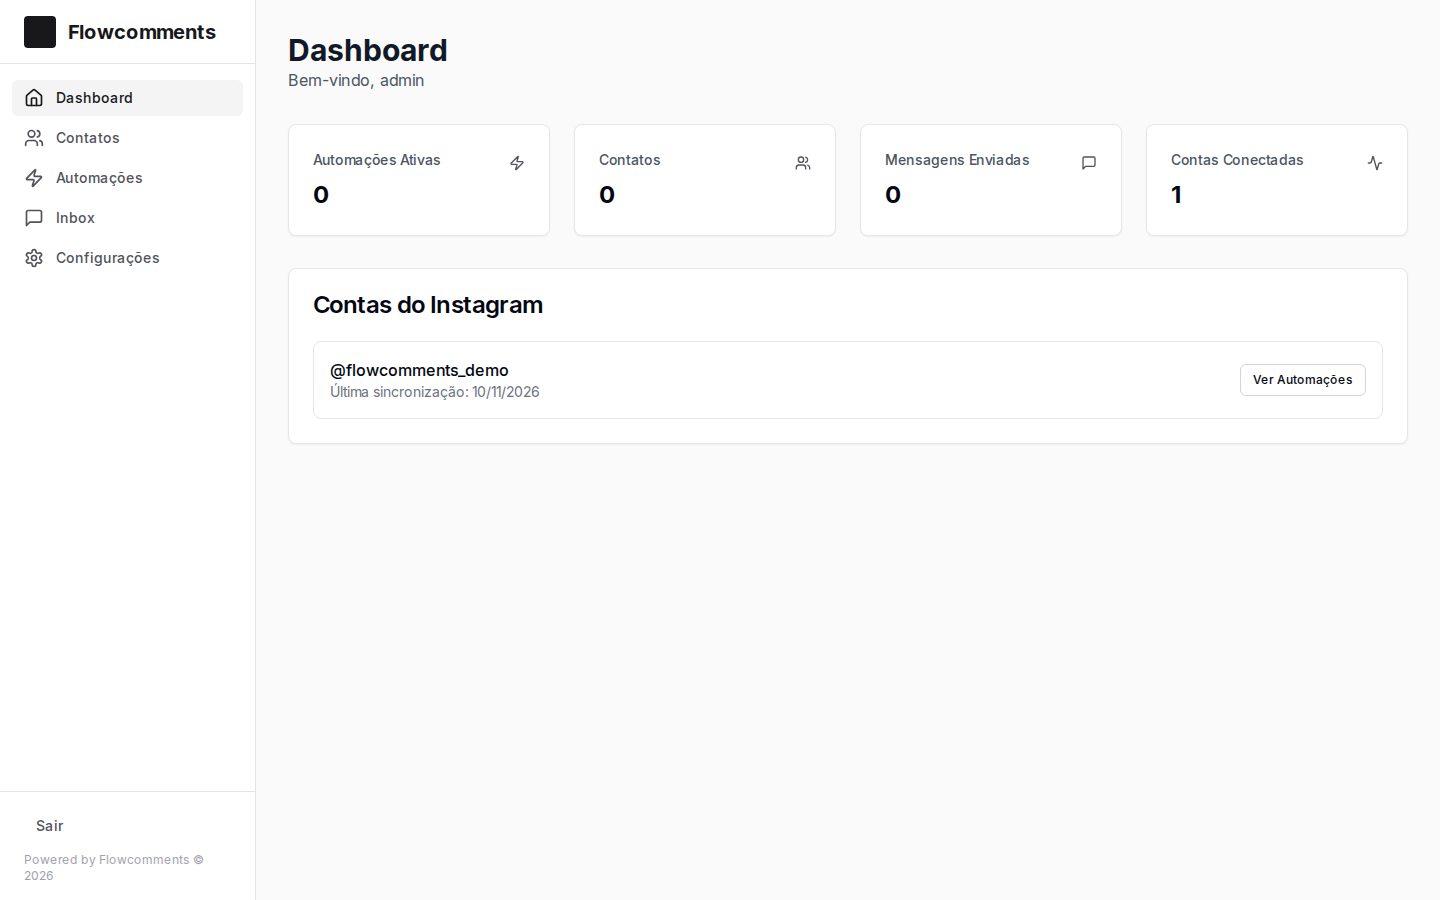 Flowcomments
Dashboard
Contatos
Automações
Inbox
Configurações
Sair
Powered by Flowcomments ©
2026
Dashboard
Bem-vindo, admin
Automações Ativas
0
Contatos
0
Mensagens Enviadas
0
Contas Conectadas
1
Contas do Instagram
@flowcomments_demo
Última sincronização: 10/11/2026
Ver Automações